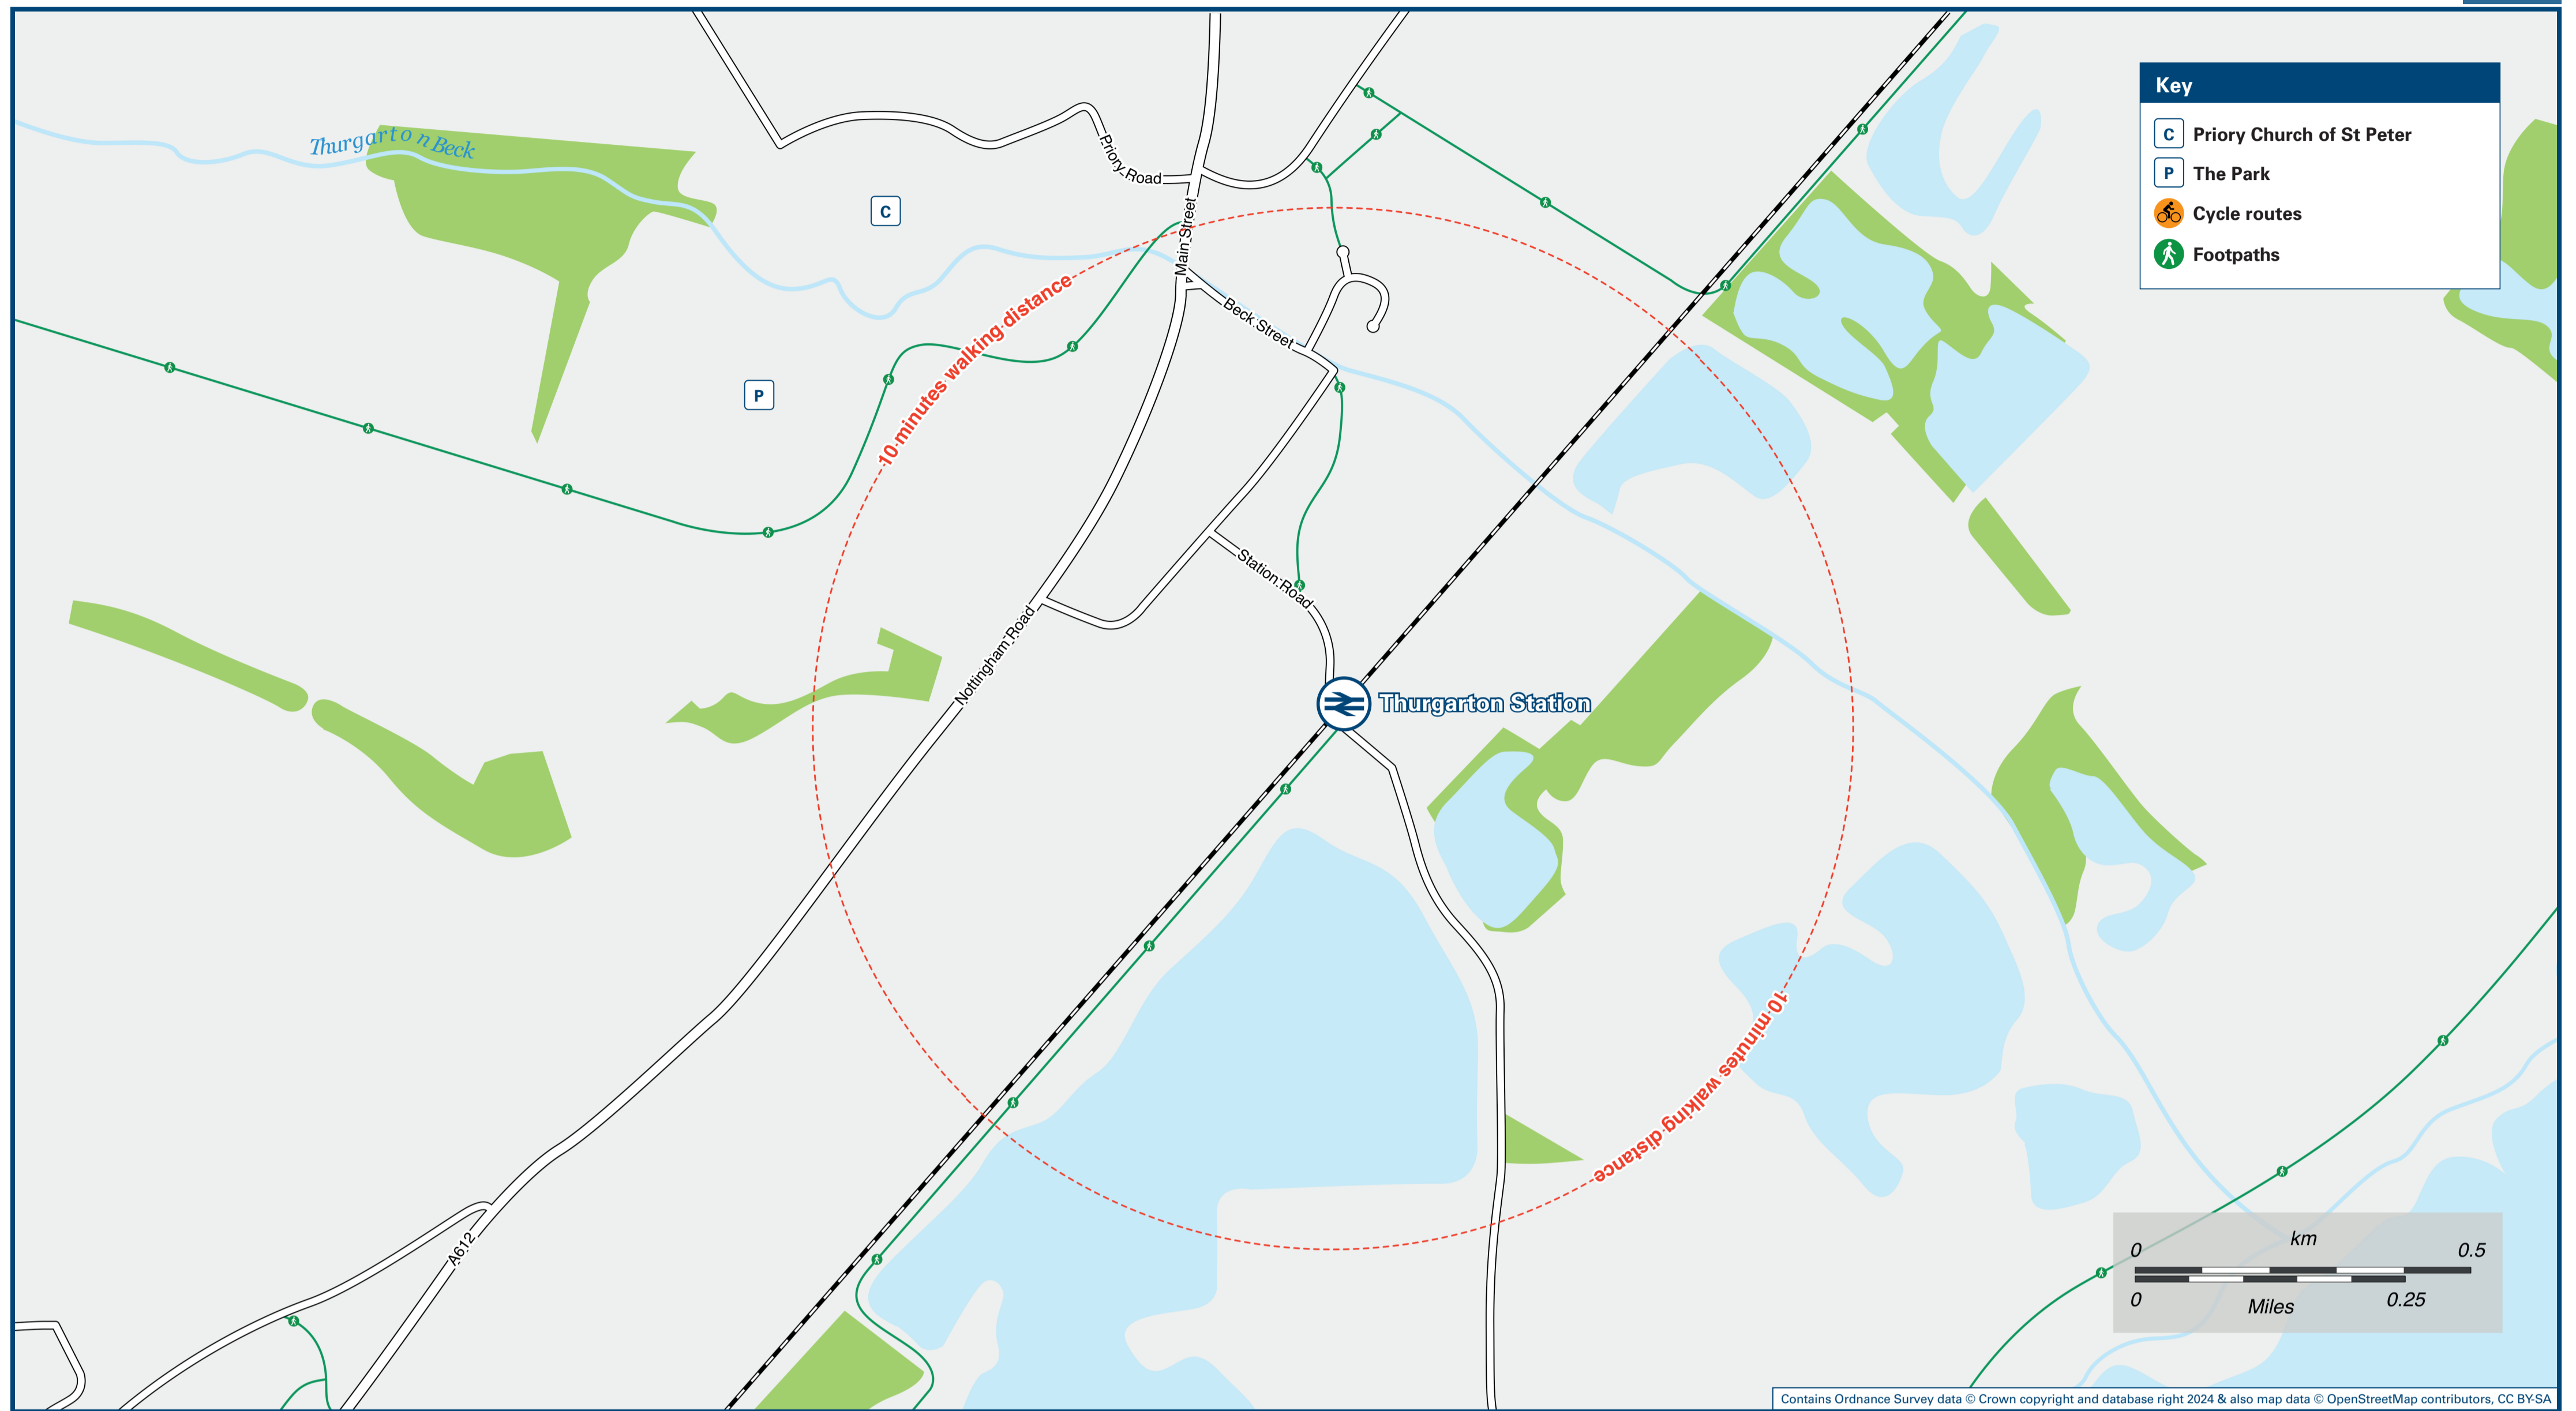 Key
C Priory Church of St Peter
P The Park
Cycle routes
Footpaths
Thurgarton Beck
Priory Road
C
Main Street
10 minutes walking distance
Beck Street
P
Station Road
Nottingham Road
Thurgarton Station
10 minutes walking distance
A612
km
0 0.5
0 Miles 0.25
Contains Ordnance Survey data © Crown copyright and database right 2024 & also map data © OpenStreetMap contributors, CC BY-SA